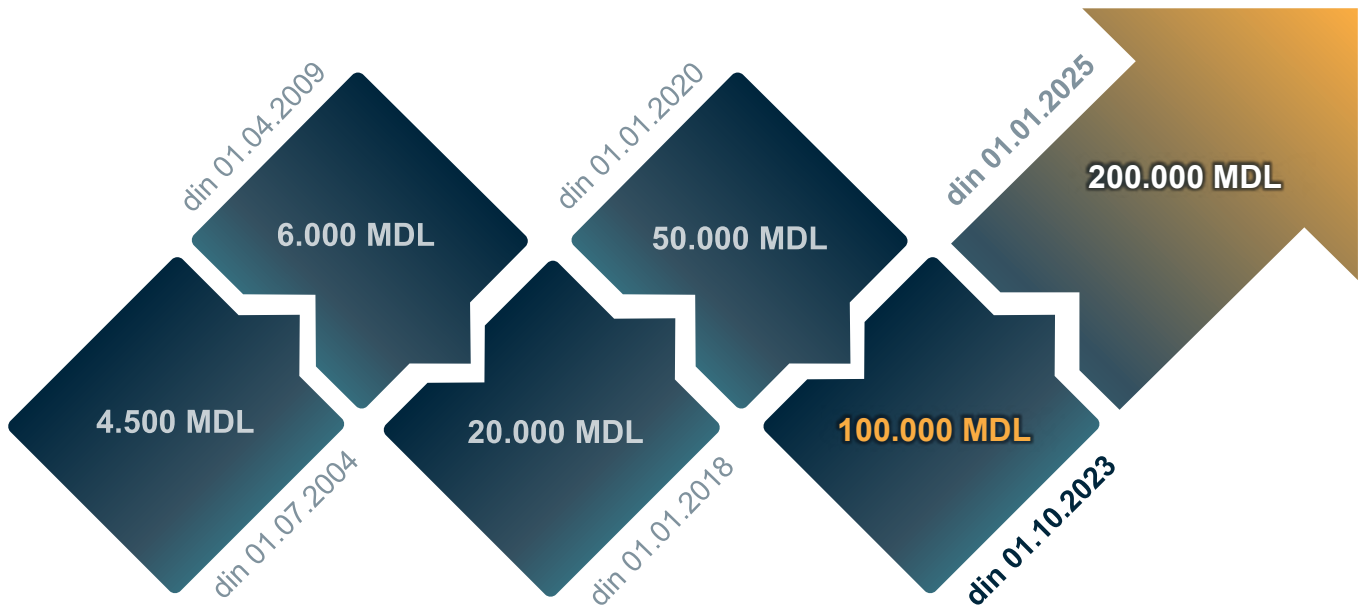 din 01.07.2004
4.500 MDL
din 01.04.2009
6.000 MDL
din 01.01.2018
20.000 MDL
din 01.01.2020
50.000 MDL
din 01.10.2023
100.000 MDL
din 01.01.2025
200.000 MDL